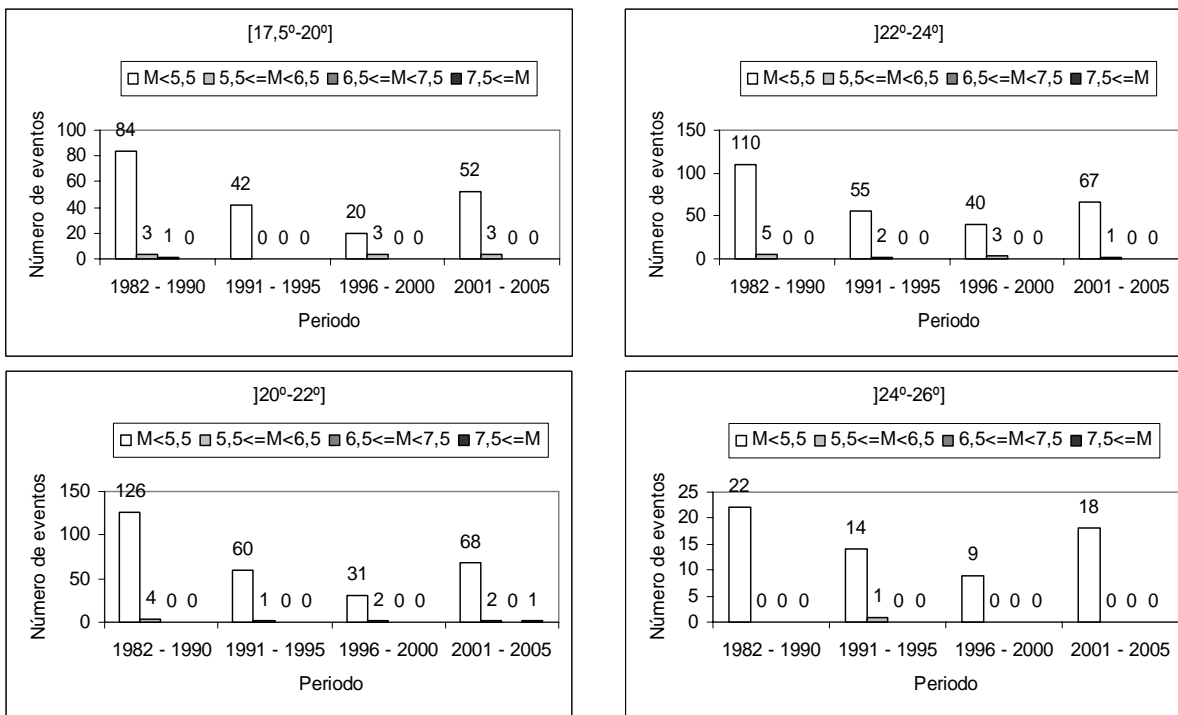 [17,5º-20°]
M<5,5 5,5<=M<6,5 6,5<=M<7,5 7,5<=M
Número de eventos
100
80
60
40
20
0
84 3 1 0
42 0 0 0
20 3 0 0
52 3 0 0
1982 - 1990 1991 - 1995 1996 - 2000 2001 - 2005
Periodo
]22º-24°]
M<5,5 5,5<=M<6,5 6,5<=M<7,5 7,5<=M
Número de eventos
150
100
50
0
110 5 0 0
55 2 0 0
40 3 0 0
67 1 0 0
1982 - 1990 1991 - 1995 1996 - 2000 2001 - 2005
Periodo
]20º-22°]
M<5,5 5,5<=M<6,5 6,5<=M<7,5 7,5<=M
Número de eventos
150
100
50
0
126 4 0 0
60 1 0 0
31 2 0 0
68 2 0 1
1982 - 1990 1991 - 1995 1996 - 2000 2001 - 2005
Periodo
]24º-26°]
M<5,5 5,5<=M<6,5 6,5<=M<7,5 7,5<=M
Número de eventos
25
20
15
10
5
0
22 0 0 0
14 1 0 0
9 0 0 0
18 0 0 0
1982 - 1990 1991 - 1995 1996 - 2000 2001 - 2005
Periodo